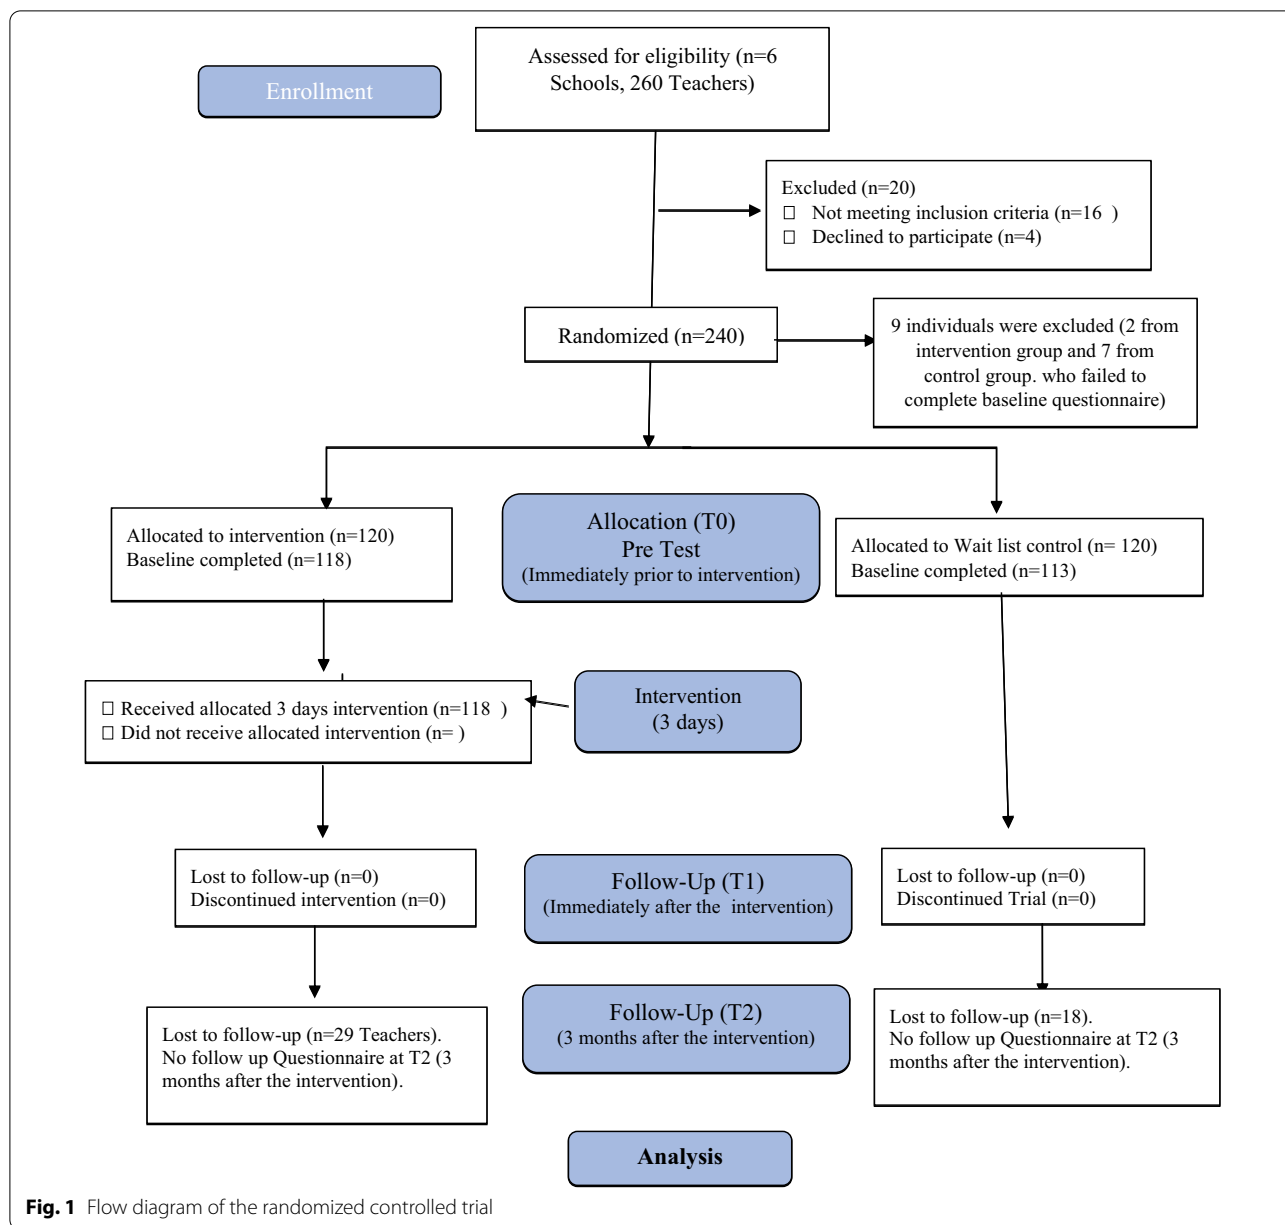 Assessed for eligibility (n=6
Schools, 260 Teachers)
Enrollment
Excluded (n=20)
□ Not meeting inclusion criteria (n=16 )
□ Declined to participate (n=4)
Randomized (n=240)
9 individuals were excluded (2 from
intervention group and 7 from
control group. who failed to
complete baseline questionnaire)
Allocated to intervention (n=120)
Baseline completed (n=118)
Allocation (T0)
Pre Test
(Immediately prior to intervention)
Allocated to Wait list control (n= 120)
Baseline completed (n=113)
□ Received allocated 3 days intervention (n=118 )
□ Did not receive allocated intervention (n= )
Intervention
(3 days)
Lost to follow-up (n=0)
Discontinued intervention (n=0)
Follow-Up (T1)
(Immediately after the intervention)
Lost to follow-up (n=0)
Discontinued Trial (n=0)
Lost to follow-up (n=29 Teachers).
No follow up Questionnaire at T2 (3
months after the intervention).
Follow-Up (T2)
(3 months after the intervention)
Lost to follow-up (n=18).
No follow up Questionnaire at T2 (3
months after the intervention).
Analysis
Fig. 1 Flow diagram of the randomized controlled trial